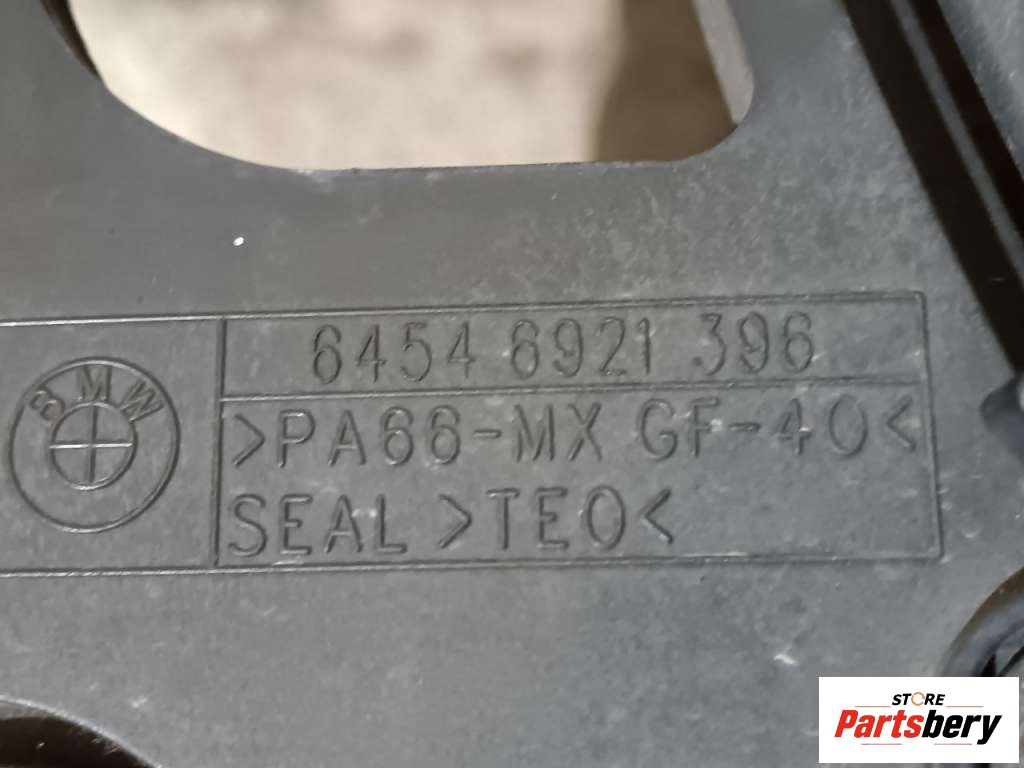 6454 6921 396
BMW
>PA66-MX GF-40<
SEAL >TEO<
STORE
Partsbery